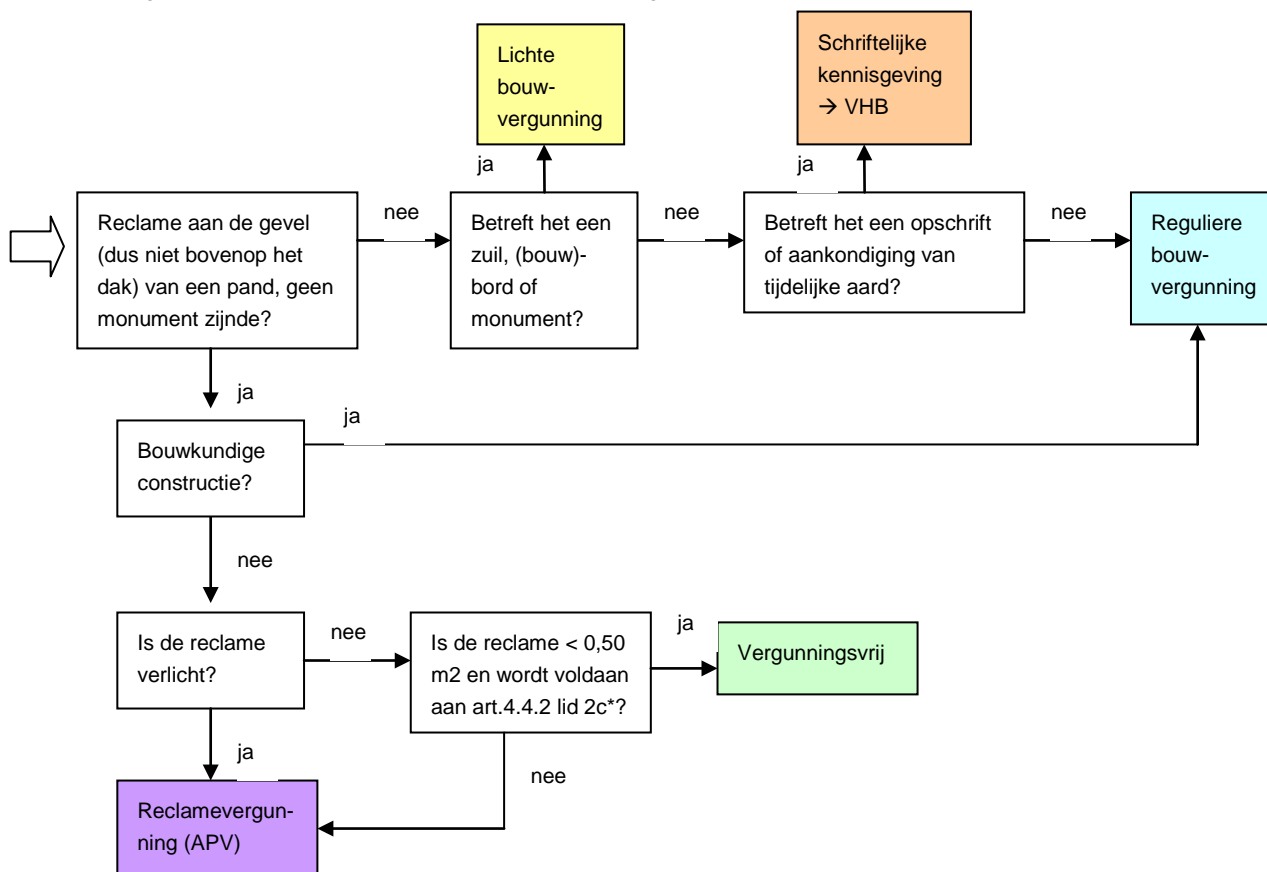 Lichte
bouw-
vergunning
Schriftelijke
kennisgeving
→ VHB
ja
ja
Reclame aan de gevel
(dus niet bovenop het
dak) van een pand, geen
monument zijnde?
nee
Betreft het een
zuil, (bouw)-
bord of
monument?
nee
Betreft het een opschrift
of aankondiging van
tijdelijke aard?
nee
Reguliere
bouw-
vergunning
ja
Bouwkundige
constructie?
ja
nee
Is de reclame
verlicht?
nee
Is de reclame < 0,50
m2 en wordt voldaan
aan art.4.4.2 lid 2c*?
ja
Vergunningsvrij
ja
nee
Reclamevergun-
ning (APV)